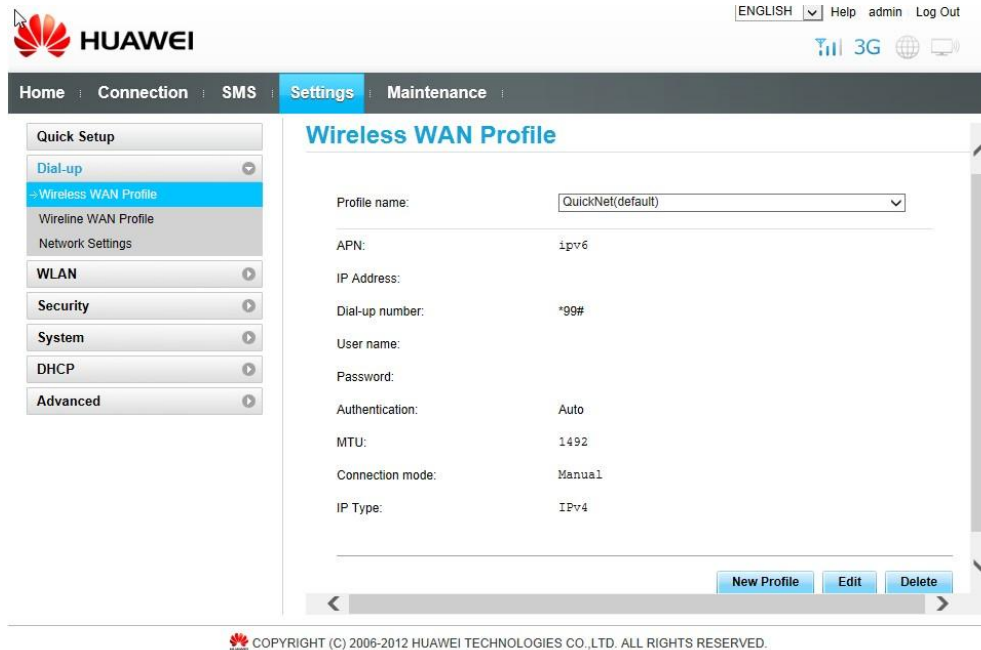 ENGLISH Help admin Log Out
HUAWEI
3G
Home Connection SMS Settings Maintenance
Quick Setup
Dial-up
Wireless WAN Profile
Wireline WAN Profile
Network Settings
WLAN
Security
System
DHCP
Advanced
Wireless WAN Profile
Profile name: QuickNet(default)
APN: ipv6
IP Address:
Dial-up number: *99#
User name:
Password:
Authentication: Auto
MTU: 1492
Connection mode: Manual
IP Type: IPv4
New Profile Edit Delete
COPYRIGHT (C) 2006-2012 HUAWEI TECHNOLOGIES CO.,LTD. ALL RIGHTS RESERVED.